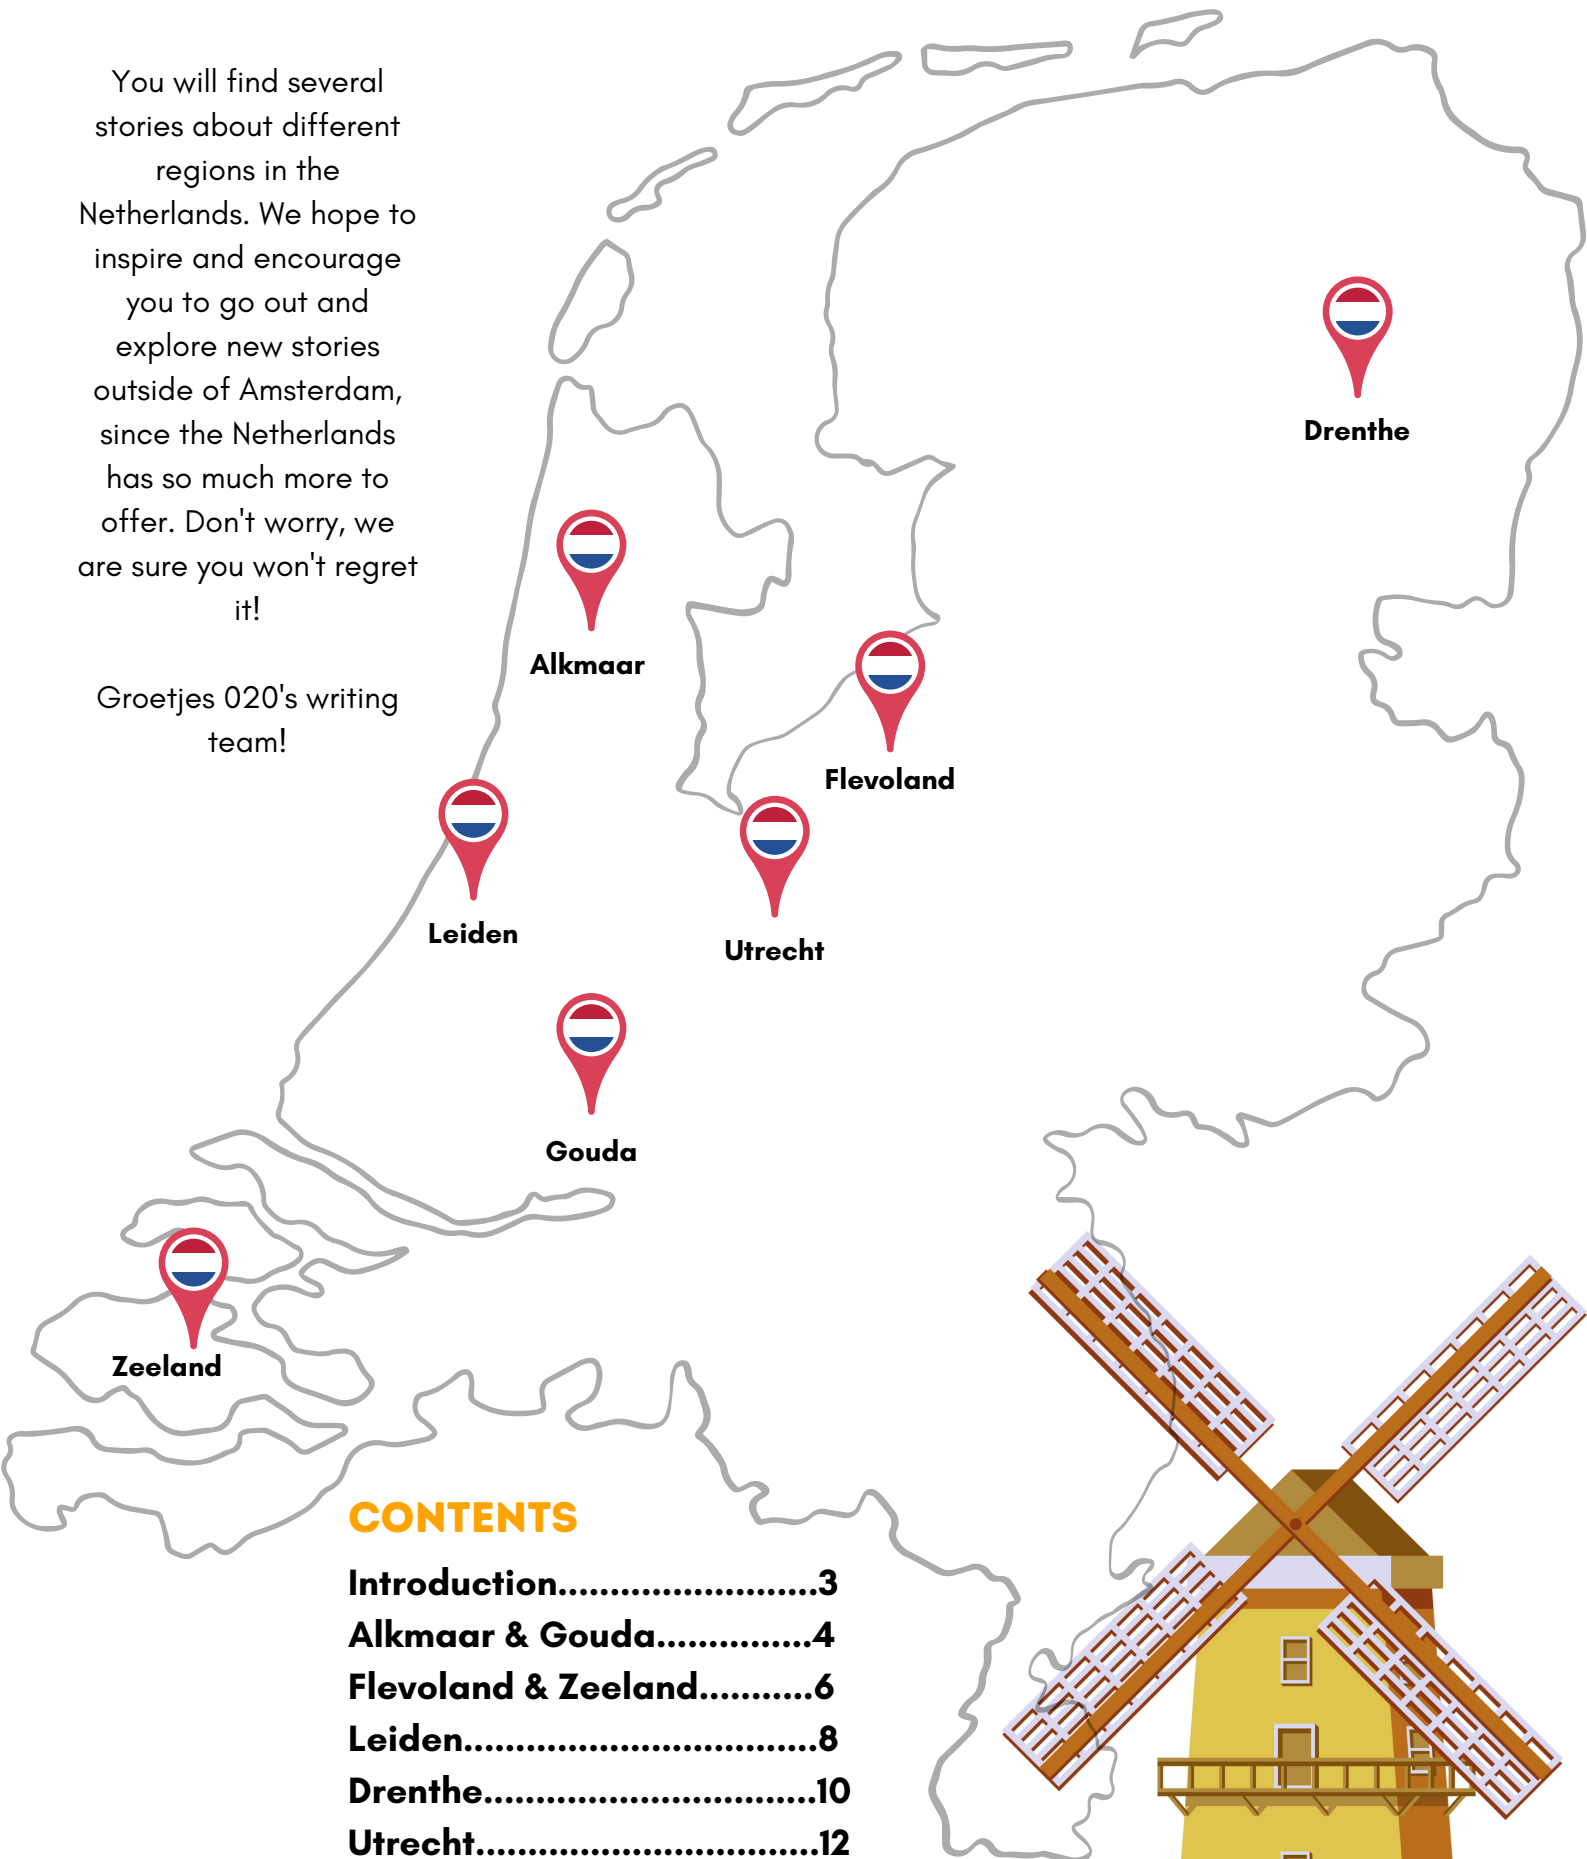 You will find several
stories about different
regions in the
Netherlands. We hope to
inspire and encourage
you to go out and
explore new stories
outside of Amsterdam,
since the Netherlands
has so much more to
offer. Don't worry, we
are sure you won't regret
it!
Groetjes 020's writing
team!
Drenthe
Alkmaar
Flevoland
Leiden
Utrecht
Gouda
Zeeland
CONTENTS
Introduction.........................3
Alkmaar & Gouda...............4
Flevoland & Zeeland...........6
Leiden..................................8
Drenthe................................10
Utrecht.................................12